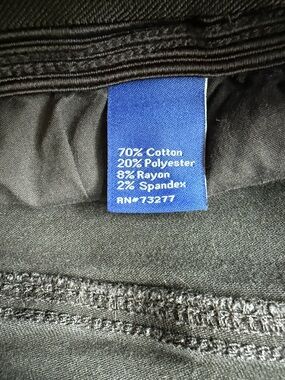 70% Cotton
20% Polyester
8% Rayon
2% Spandex
RN#73277